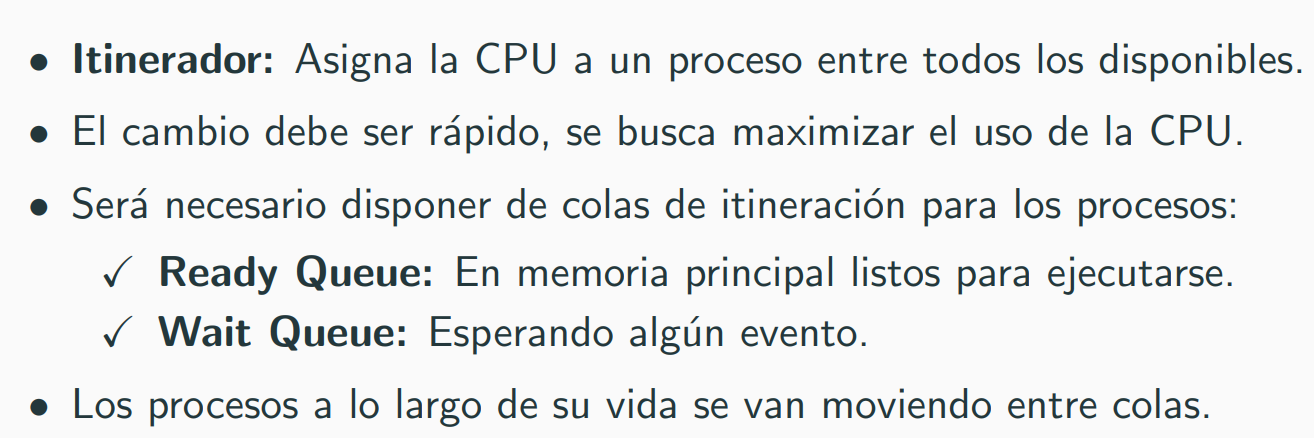 • Itinerador: Asigna la CPU a un proceso entre todos los disponibles.
• El cambio debe ser rápido, se busca maximizar el uso de la CPU.
• Será necesario disponer de colas de itineración para los procesos:
✓ Ready Queue: En memoria principal listos para ejecutarse.
✓ Wait Queue: Esperando algún evento.
• Los procesos a lo largo de su vida se van moviendo entre colas.